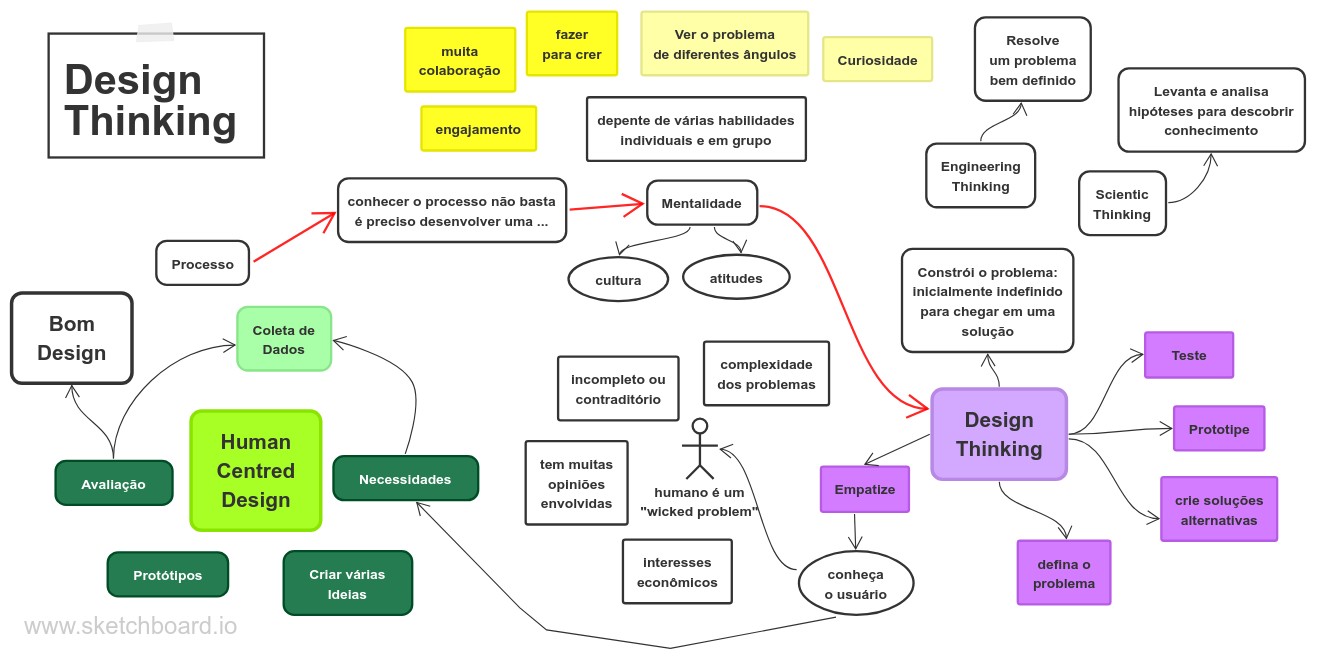 Design
Thinking
muita
colaboração
fazer
para crer
Ver o problema
de diferentes ângulos
Curiosidade
engajamento
depente de várias habilidades
individuais e em grupo
Resolve
um problema
bem definido
Levanta e analisa
hipóteses para descobrir
conhecimento
Engineering
Thinking
Scientic
Thinking
Processo
conhecer o processo não basta
é preciso desenvolver uma ...
Mentalidade
cultura
atitudes
Constrói o problema:
inicialmente indefinido
para chegar em uma
solução
Bom
Design
Coleta de
Dados
Human
Centred
Design
Avaliação
Necessidades
Protótipos
Criar várias
Ideias
incompleto ou
contraditório
complexidade
dos problemas
tem muitas
opiniões
envolvidas
humano é um
"wicked problem"
interesses
econômicos
Design
Thinking
Empatize
conheça
o usuário
Teste
Prototipe
crie soluções
alternativas
defina o
problema
www.sketchboard.io